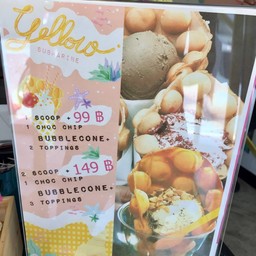 Yellow
SUBMARINE
1 SCOOP + 99 ฿
1 CHOC CHIP
BUBBLECONE+
2 TOPPINGS
2 SCOOP + 149 ฿
1 CHOC CHIP
BUBBLECONE+
3 TOPPINGS